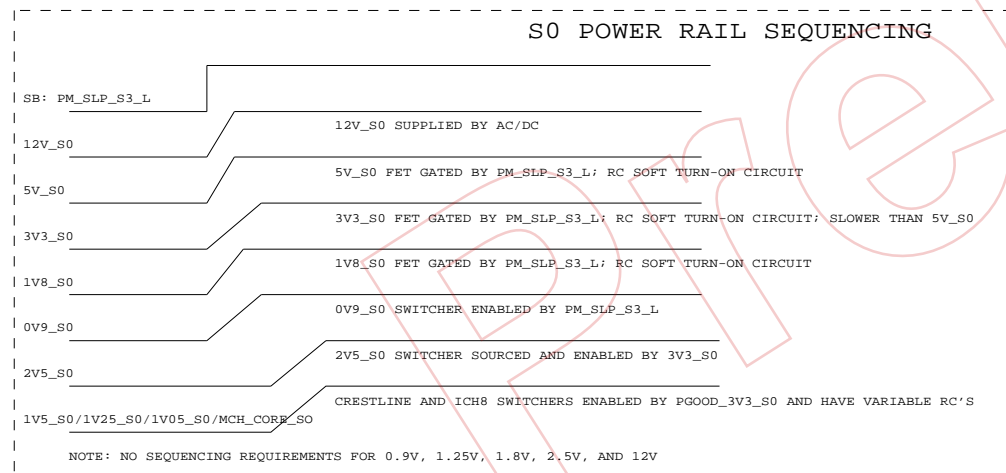 S0 POWER RAIL SEQUENCING
SB: PM_SLP_S3_L
12V_S0 SUPPLIED BY AC/DC
12V_S0
5V_S0 FET GATED BY PM_SLP_S3_L; RC SOFT TURN-ON CIRCUIT
5V_S0
3V3_S0 FET GATED BY PM_SLP_S3_L; RC SOFT TURN-ON CIRCUIT; SLOWER THAN 5V_S0
3V3_S0
1V8_S0 FET GATED BY PM_SLP_S3_L; RC SOFT TURN-ON CIRCUIT
1V8_S0
0V9_S0 SWITCHER ENABLED BY PM_SLP_S3_L
0V9_S0
2V5_S0 SWITCHER SOURCED AND ENABLED BY 3V3_S0
2V5_S0
CRESTLINE AND ICH8 SWITCHERS ENABLED BY PGOOD_3V3_S0 AND HAVE VARIABLE RC'S
1V5_S0/1V25_S0/1V05_S0/MCH_CORE_SO
NOTE: NO SEQUENCING REQUIREMENTS FOR 0.9V, 1.25V, 1.8V, 2.5V, AND 12V
Pre